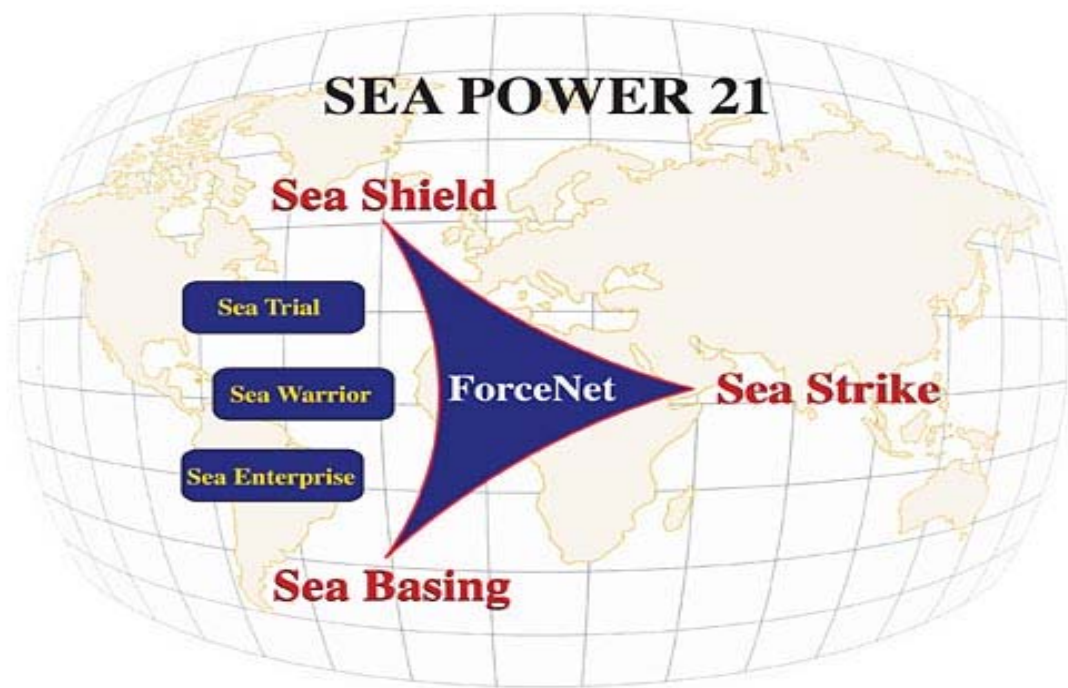 SEA POWER 21
Sea Shield
Sea Trial
Sea Warrior
ForceNet
Sea Strike
Sea Enterprise
Sea Basing